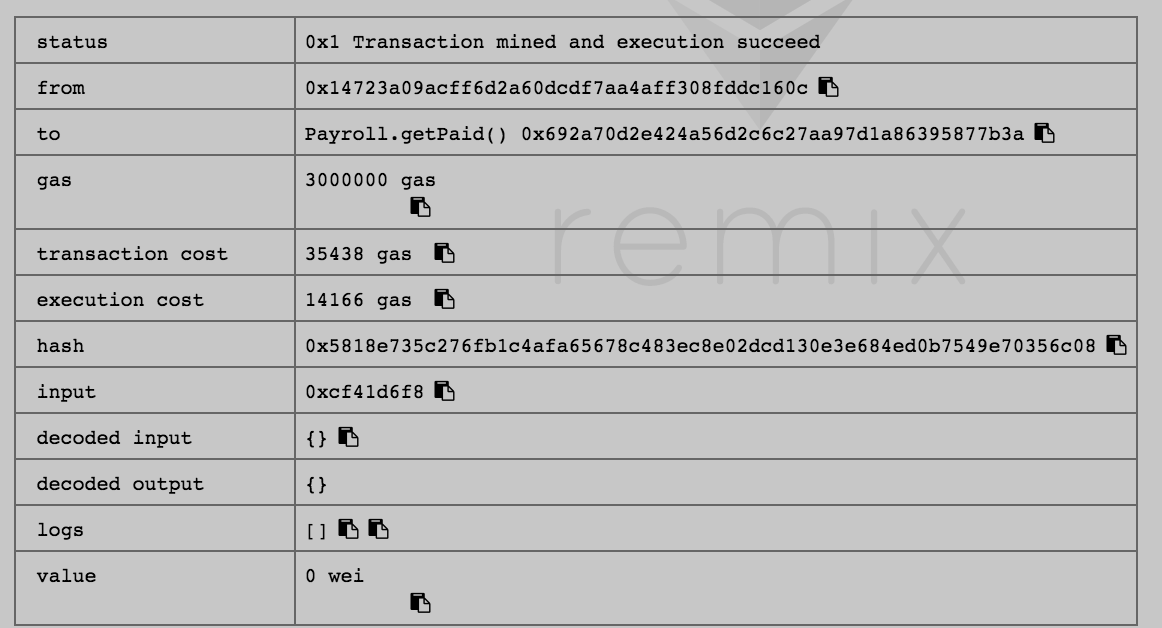 status 0x1 Transaction mined and execution succeed
from 0x14723a09acff6d2a60dcdf7aa4aff308fddc160c
to Payroll.getPaid() 0x692a70d2e424a56d2c6c27aa97d1a86395877b3a
gas 3000000 gas
remix
transaction cost 35438 gas
execution cost 14166 gas
hash 0x5818e735c276fb1c4afa65678c483ec8e02dcd130e3e684ed0b7549e70356c08
input 0xcf41d6f8
decoded input {}
decoded output {}
logs []
value 0 wei